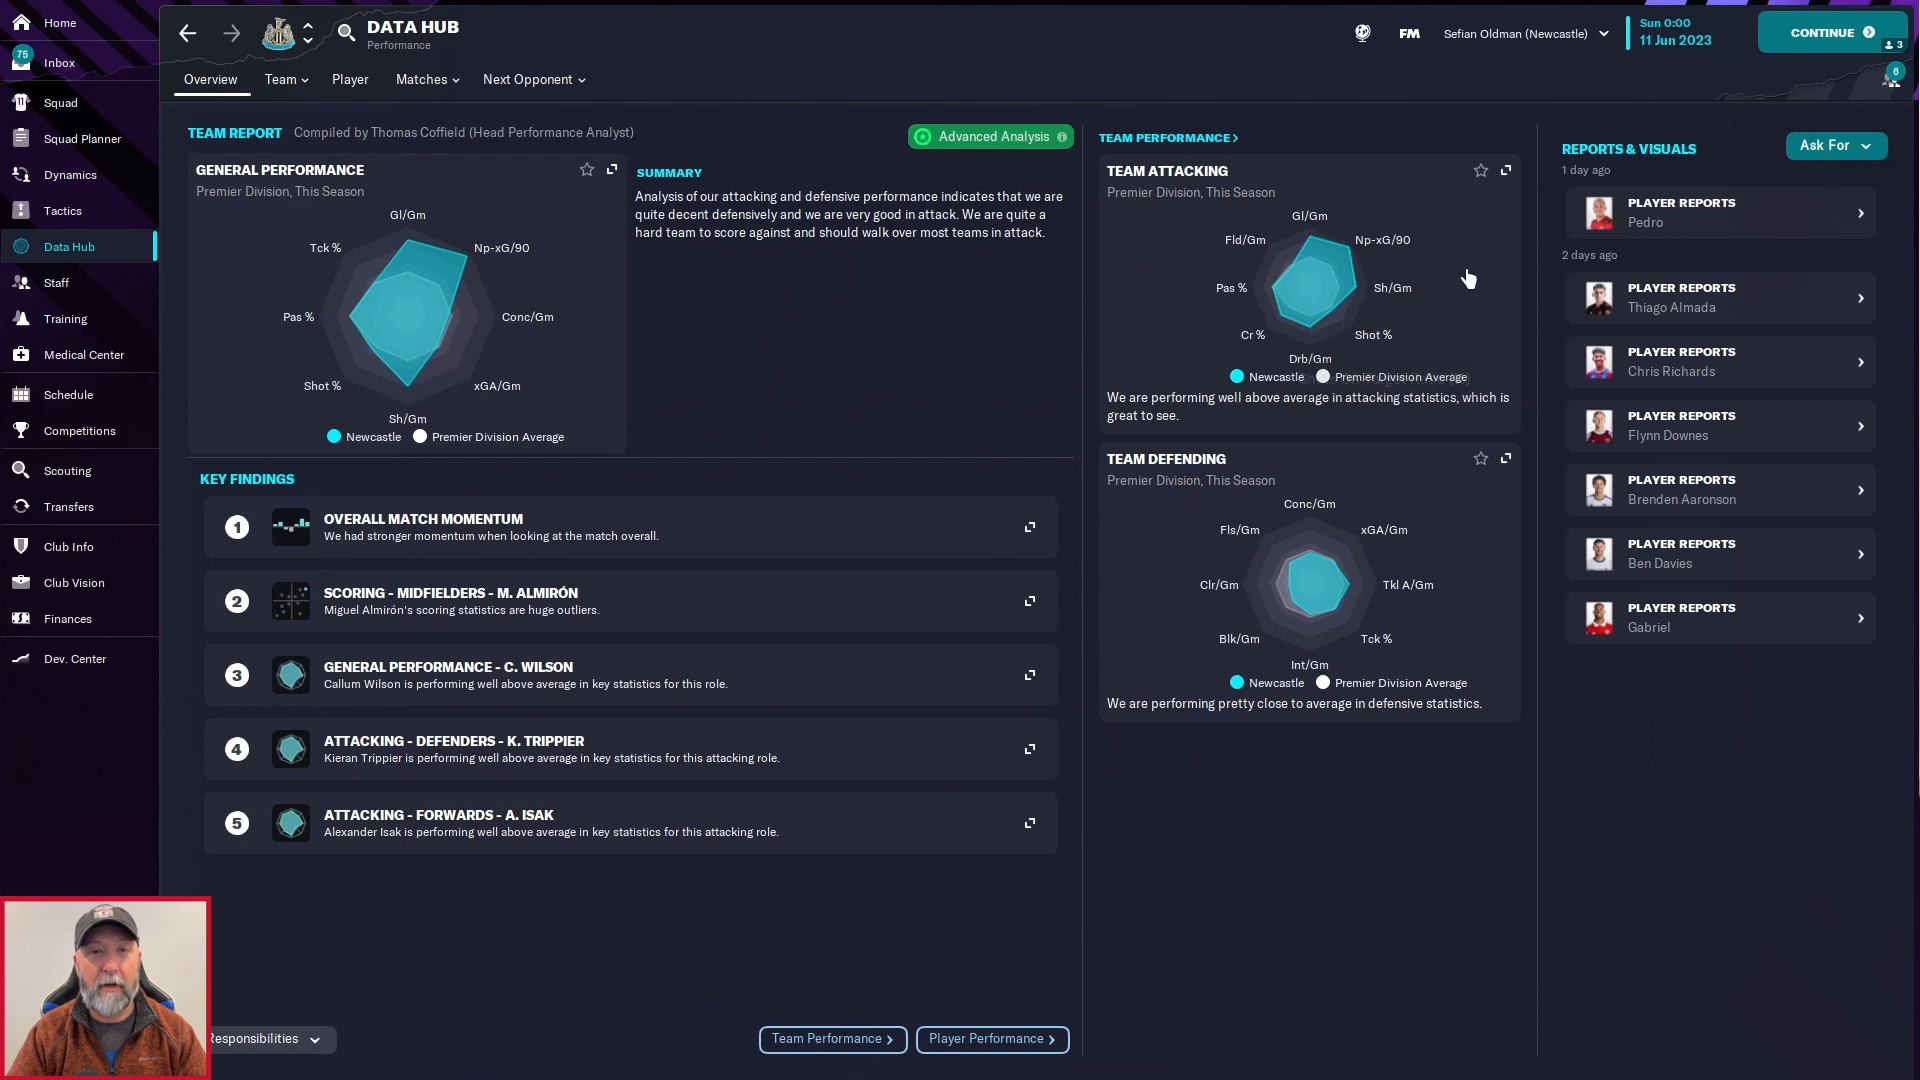 Home
75
Inbox
Squad
Squad Planner
Dynamics
Tactics
Data Hub
Staff
Training
Medical Center
Schedule
Competitions
Scouting
Transfers
Club Info
Club Vision
Finances
Dev. Center
DATA HUB
Performance
FM
Sefian Oldman (Newcastle)
Sun 0:00
11 Jun 2023
CONTINUE
3
6
Overview
Team
Player
Matches
Next Opponent
TEAM REPORT Compiled by Thomas Coffield (Head Performance Analyst)
Advanced Analysis
GENERAL PERFORMANCE
Premier Division, This Season
Gl/Gm
Tck %
Np-xG/90
Pas %
Conc/Gm
Shot %
xGA/Gm
Sh/Gm
Newcastle Premier Division Average
SUMMARY
Analysis of our attacking and defensive performance indicates that we are
quite decent defensively and we are very good in attack. We are quite a
hard team to score against and should walk over most teams in attack.
KEY FINDINGS
1
OVERALL MATCH MOMENTUM
We had stronger momentum when looking at the match overall.
2
SCORING - MIDFIELDERS - M. ALMIRÓN
Miguel Almirón's scoring statistics are huge outliers.
3
GENERAL PERFORMANCE - C. WILSON
Callum Wilson is performing well above average in key statistics for this role.
4
ATTACKING - DEFENDERS - K. TRIPPIER
Kieran Trippier is performing well above average in key statistics for this attacking role.
5
ATTACKING - FORWARDS - A. ISAK
Alexander Isak is performing well above average in key statistics for this attacking role.
Responsibilities
Team Performance
Player Performance
TEAM PERFORMANCE
TEAM ATTACKING
Premier Division, This Season
Gl/Gm
Fld/Gm
Np-xG/90
Pas %
Sh/Gm
Cr %
Shot %
Drb/Gm
Newcastle Premier Division Average
We are performing well above average in attacking statistics, which is
great to see.
TEAM DEFENDING
Premier Division, This Season
Conc/Gm
Fls/Gm
xGA/Gm
Clr/Gm
Tkl A/Gm
Blk/Gm
Tck %
Int/Gm
Newcastle Premier Division Average
We are performing pretty close to average in defensive statistics.
REPORTS & VISUALS
Ask For
1 day ago
PLAYER REPORTS
Pedro
2 days ago
PLAYER REPORTS
Thiago Almada
PLAYER REPORTS
Chris Richards
PLAYER REPORTS
Flynn Downes
PLAYER REPORTS
Brenden Aaronson
PLAYER REPORTS
Ben Davies
PLAYER REPORTS
Gabriel